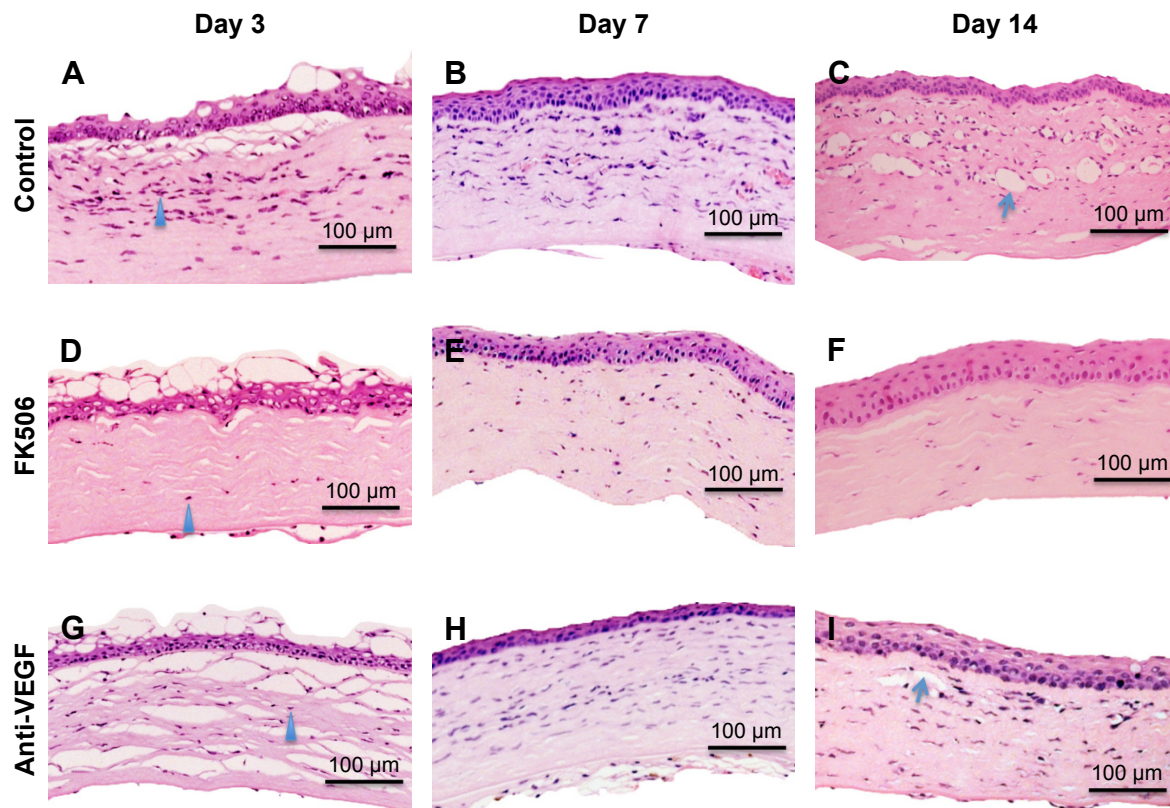 Day 3
Day 7
Day 14
Control
A
100 µm
B
100 µm
C
100 µm
FK506
D
100 µm
E
100 µm
F
100 µm
Anti-VEGF
G
100 µm
H
100 µm
I
100 µm